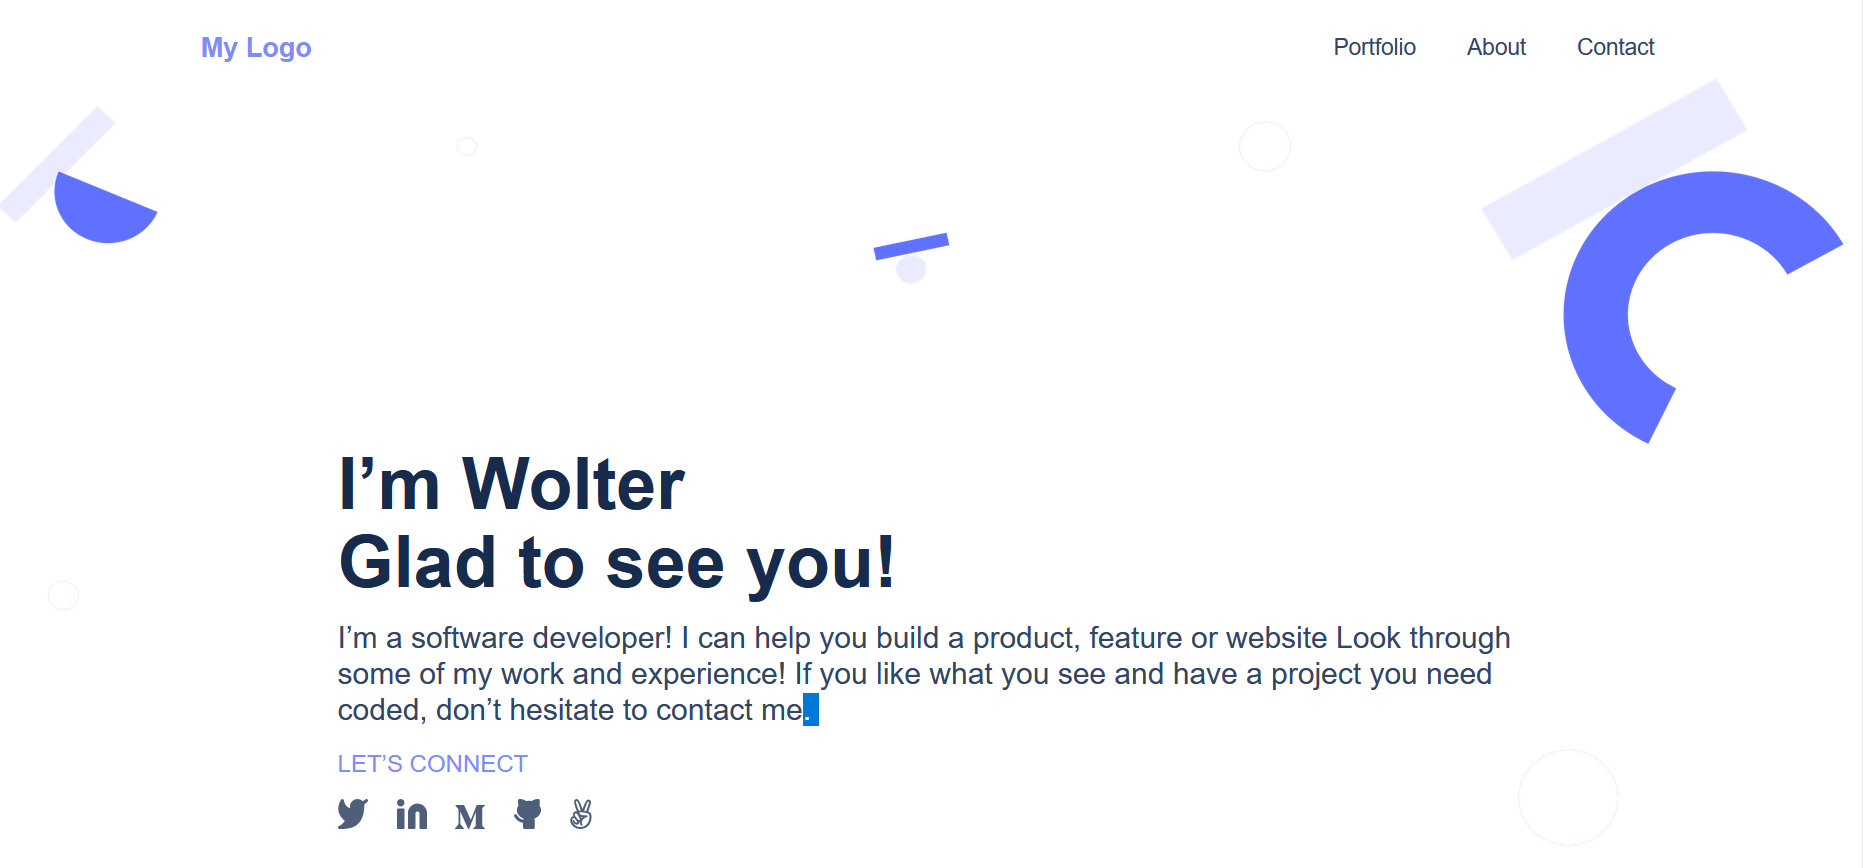 My Logo
Portfolio About Contact
I’m Wolter
Glad to see you!
I’m a software developer! I can help you build a product, feature or website Look through
some of my work and experience! If you like what you see and have a project you need
coded, don’t hesitate to contact me.
LET’S CONNECT